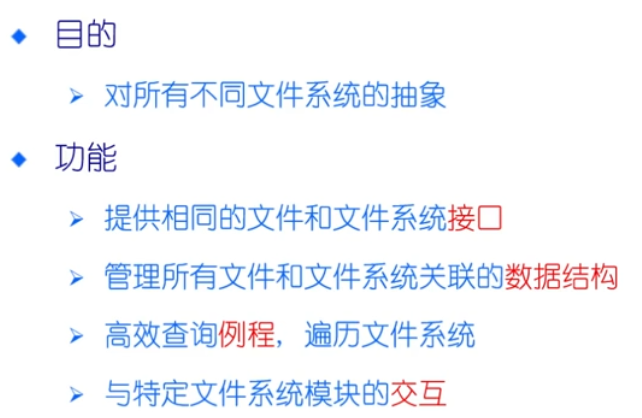 目的
对所有不同文件系统的抽象
功能
提供相同的文件和文件系统接口
管理所有文件和文件系统关联的数据结构
高效查询例程，遍历文件系统
与特定文件系统模块的交互